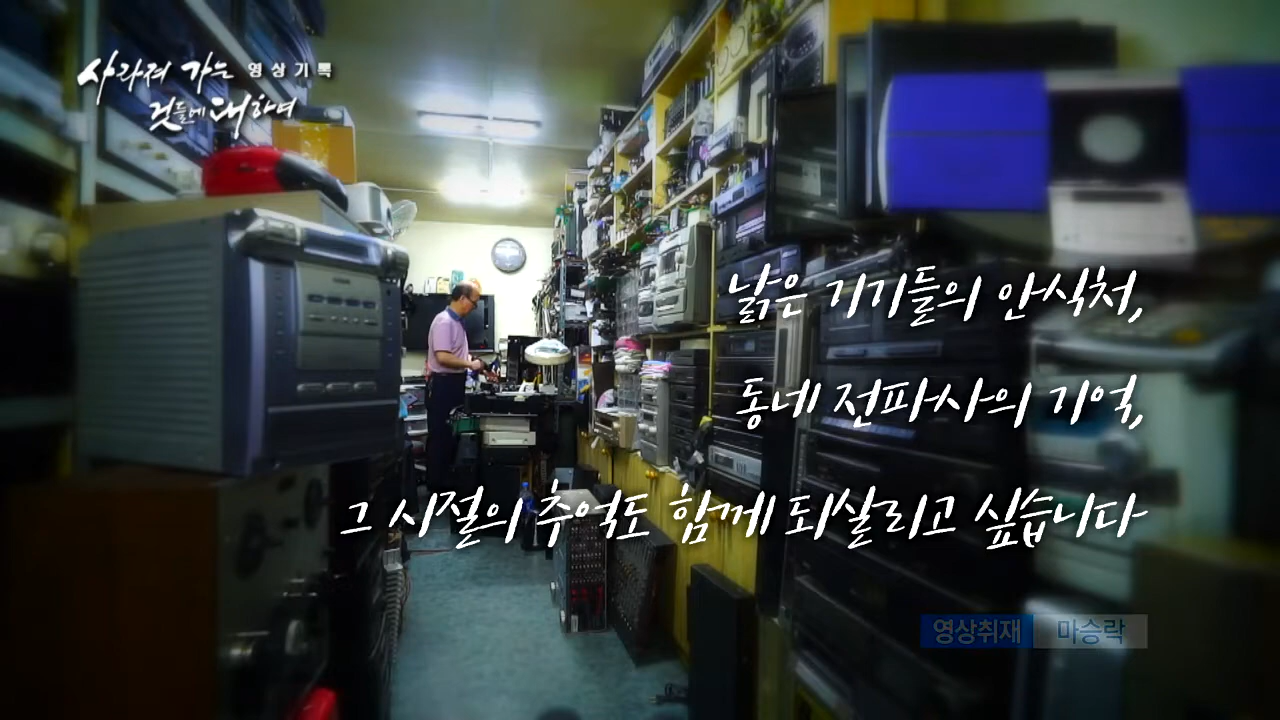 사라져 가는 영상기록
것들에 대하여
낡은 기기들의 안식처,
동네 전파사의 기억,
그 시절의 추억도 함께 되살리고 싶습니다
영상취재 마승락